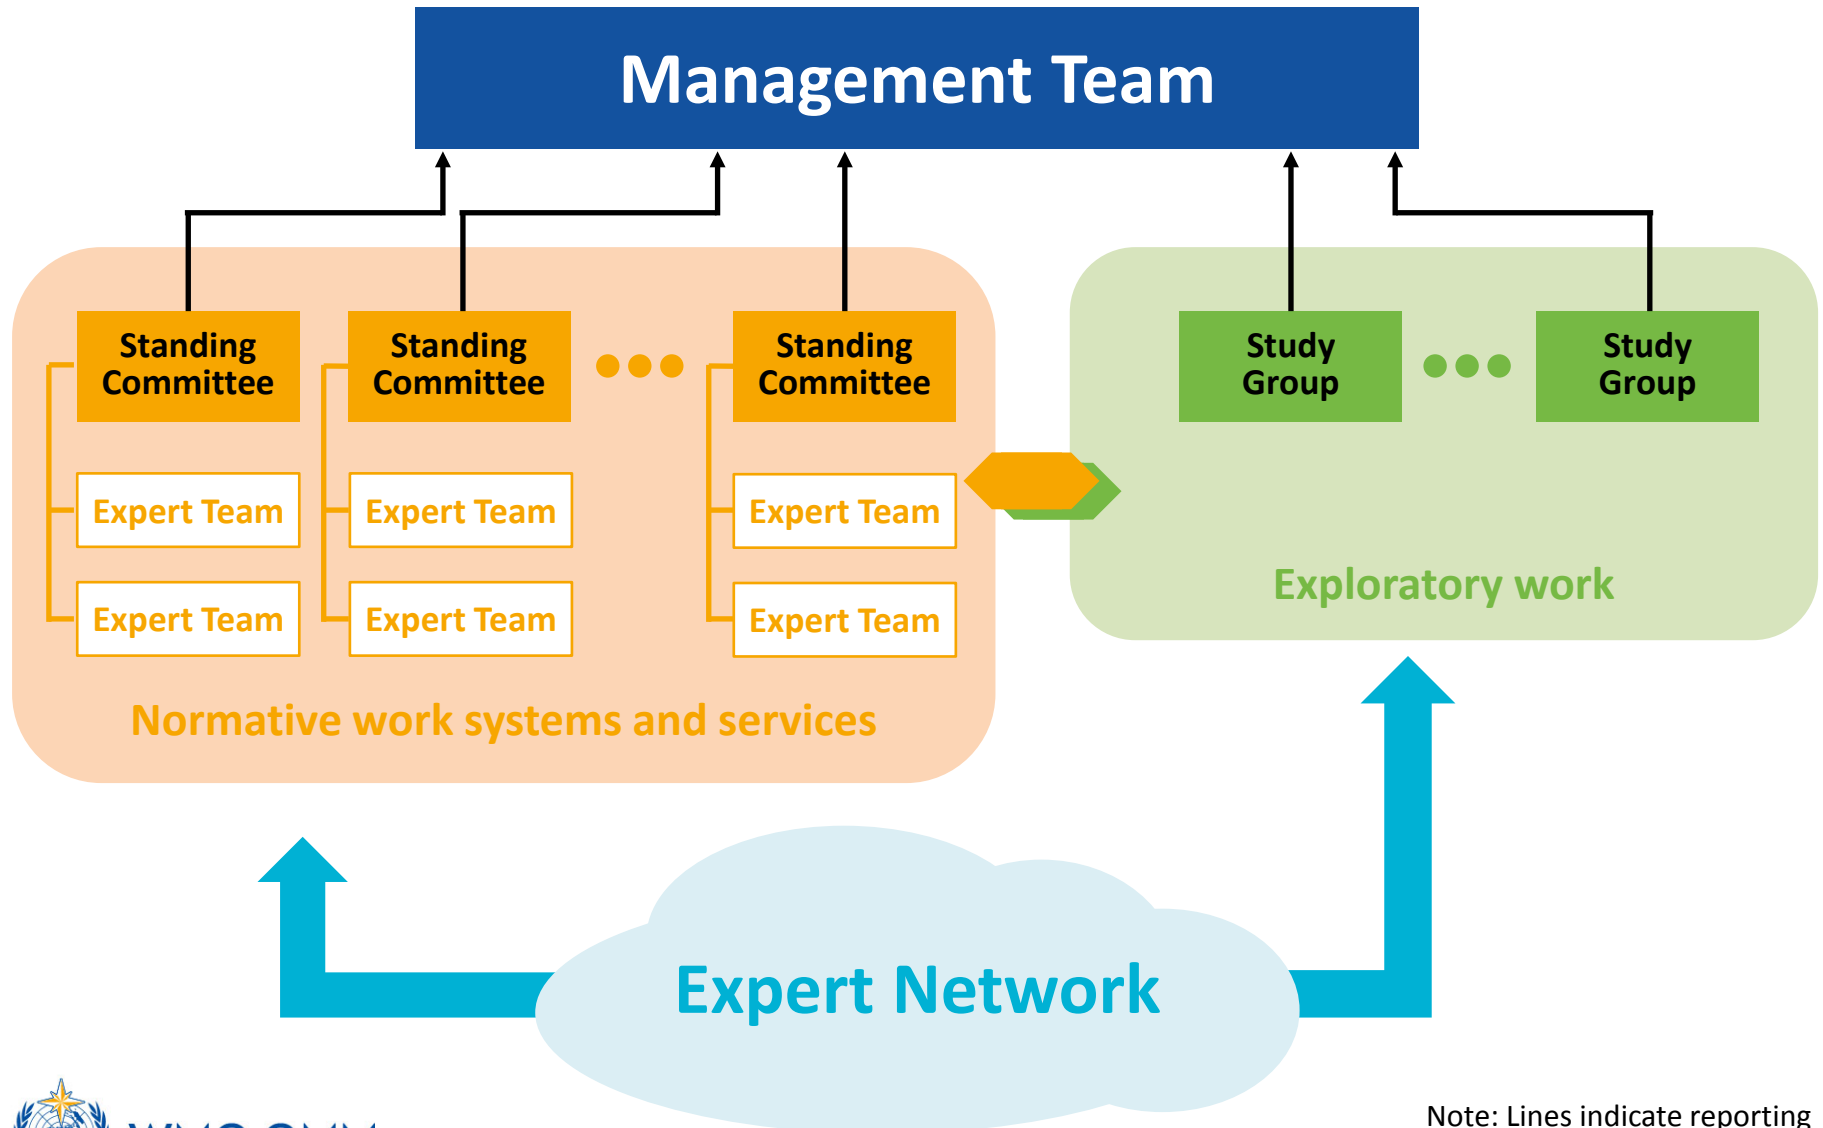 Management Team
Standing
Committee
Standing
Committee
Standing
Committee
Study
Group
Study
Group
Expert Team
Expert Team
Expert Team
Expert Team
Expert Team
Expert Team
Exploratory work
Normative work systems and services
Expert Network
Note: Lines indicate reporting